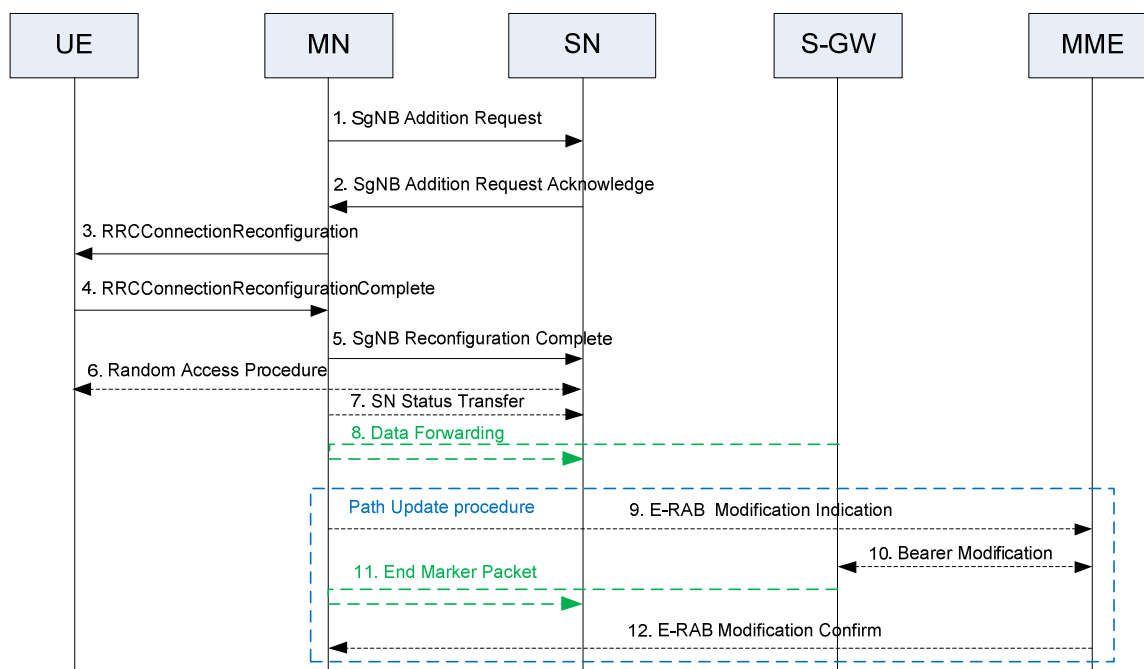 UE
MN
SN
S-GW
MME
1. SgNB Addition Request
2. SgNB Addition Request Acknowledge
3. RRCConnectionReconfiguration
4. RRCConnectionReconfigurationComplete
5. SgNB Reconfiguration Complete
6. Random Access Procedure
7. SN Status Transfer
8. Data Forwarding
Path Update procedure
9. E-RAB Modification Indication
10. Bearer Modification
11. End Marker Packet
12. E-RAB Modification Confirm